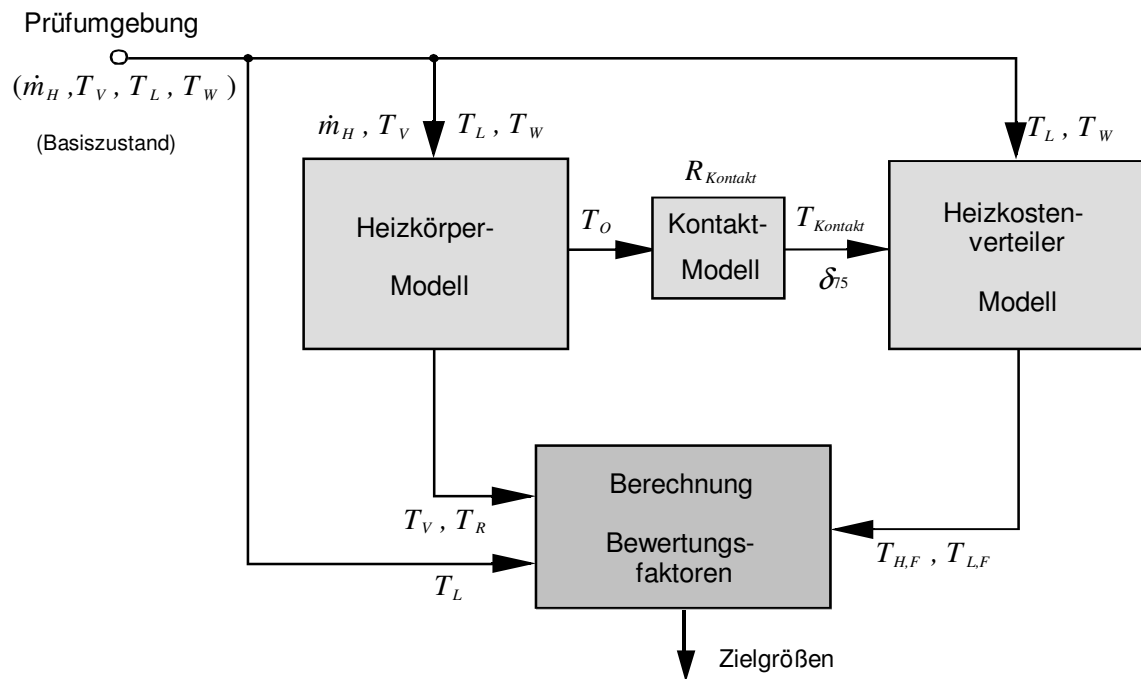 Prüfumgebung
(ṁ_H , T_V , T_L , T_W )
(Basiszustand)
ṁ_H , T_V
T_L , T_W
T_L , T_W
Heizkörper-
Modell
T_O
R_Kontakt
Kontakt-
Modell
T_Kontakt
δ_75
Heizkosten-
verteiler
Modell
Berechnung
Bewertungs-
faktoren
T_V , T_R
T_L
T_H,F , T_L,F
Zielgrößen